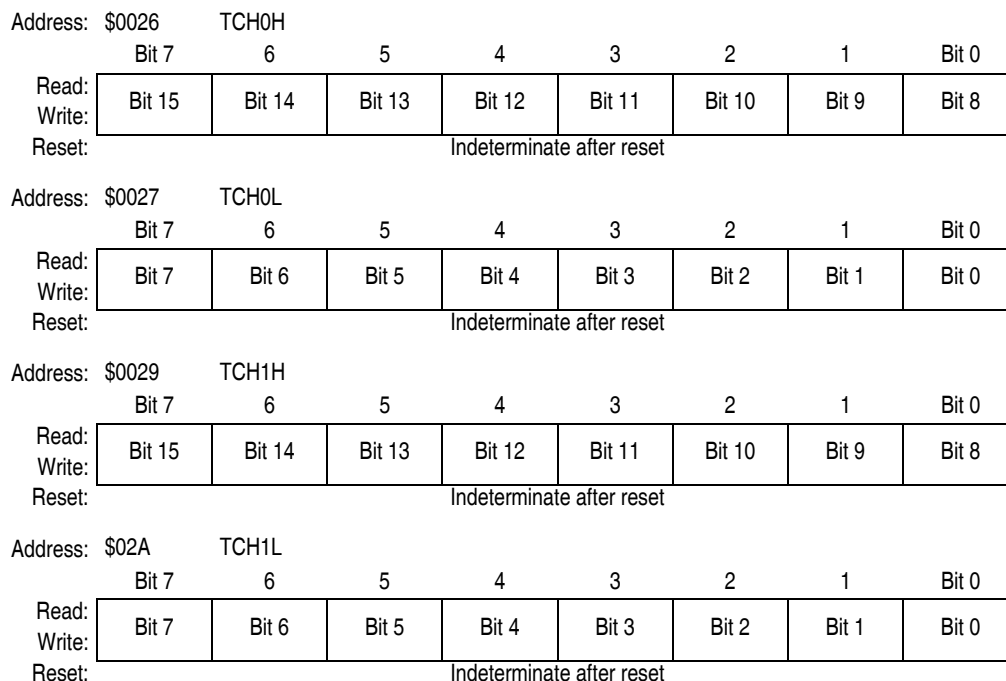 Address: $0026 TCH0H
Bit 7 6 5 4 3 2 1 Bit 0
Read:
Write:
Bit 15 Bit 14 Bit 13 Bit 12 Bit 11 Bit 10 Bit 9 Bit 8
Reset: Indeterminate after reset
Address: $0027 TCH0L
Bit 7 6 5 4 3 2 1 Bit 0
Read:
Write:
Bit 7 Bit 6 Bit 5 Bit 4 Bit 3 Bit 2 Bit 1 Bit 0
Reset: Indeterminate after reset
Address: $0029 TCH1H
Bit 7 6 5 4 3 2 1 Bit 0
Read:
Write:
Bit 15 Bit 14 Bit 13 Bit 12 Bit 11 Bit 10 Bit 9 Bit 8
Reset: Indeterminate after reset
Address: $02A TCH1L
Bit 7 6 5 4 3 2 1 Bit 0
Read:
Write:
Bit 7 Bit 6 Bit 5 Bit 4 Bit 3 Bit 2 Bit 1 Bit 0
Reset: Indeterminate after reset